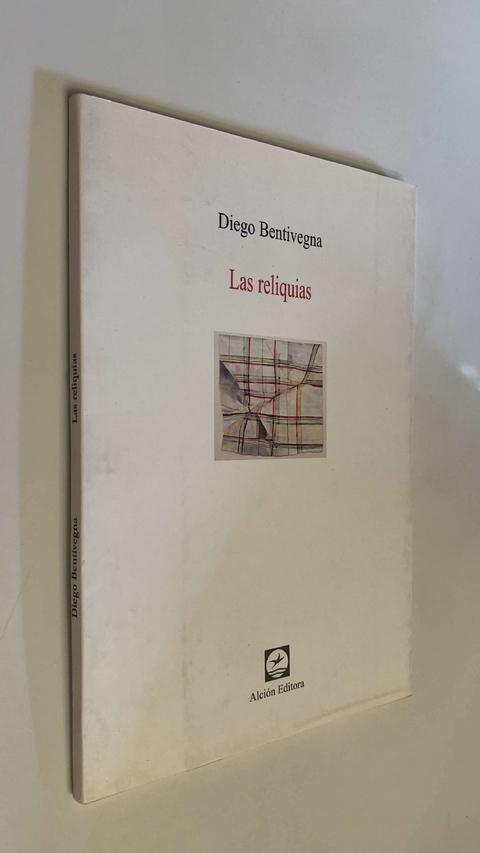 Diego Bentivegna
Las reliquias
Alción Editora
Las reliquias
Diego Bentivegna